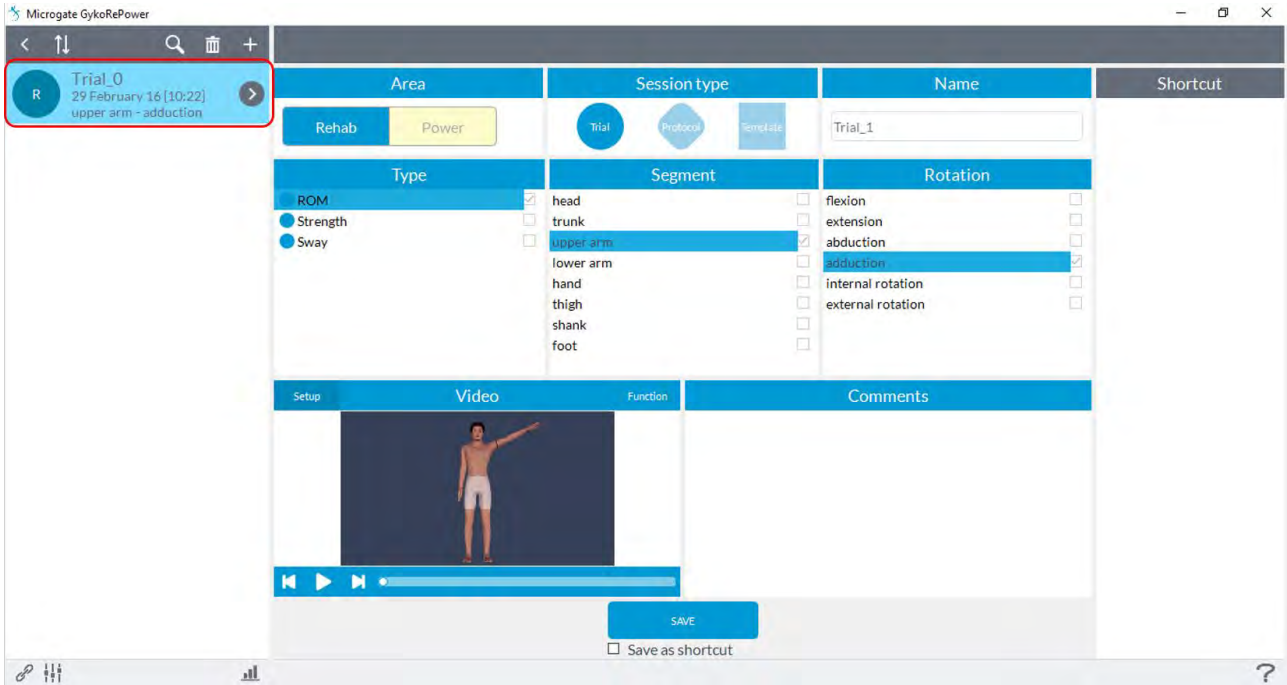 Microgate GykoRePower
R
Trial_0
29 February 16 [10:22]
upper arm - adduction
Area
Session type
Name
Shortcut
Rehab
Power
Trial
Protocol
Template
Trial_1
Type
Segment
Rotation
ROM
Strength
Sway
head
trunk
upper arm
lower arm
hand
thigh
shank
foot
flexion
extension
abduction
adduction
internal rotation
external rotation
Setup
Video
Function
Comments
SAVE
Save as shortcut
?